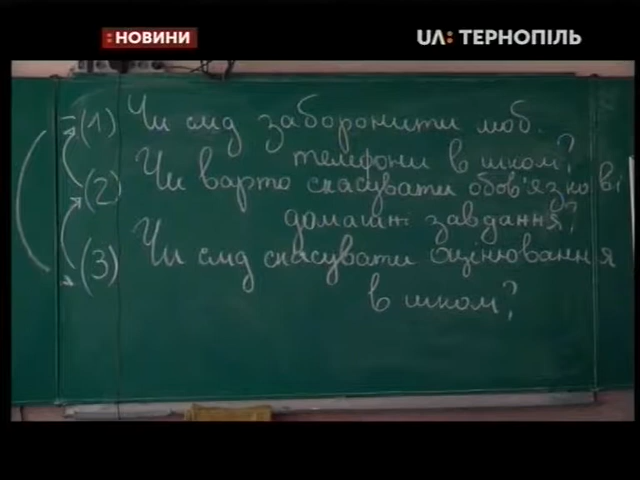 :НОВИНИ
UA: ТЕРНОПІЛЬ
(1) Чи слід заборонити моб.
телефони в школі?
(2) Чи варто скасувати обов'язкові
домашні завдання?
(3) Чи слід скасувати оцінювання
в школі?